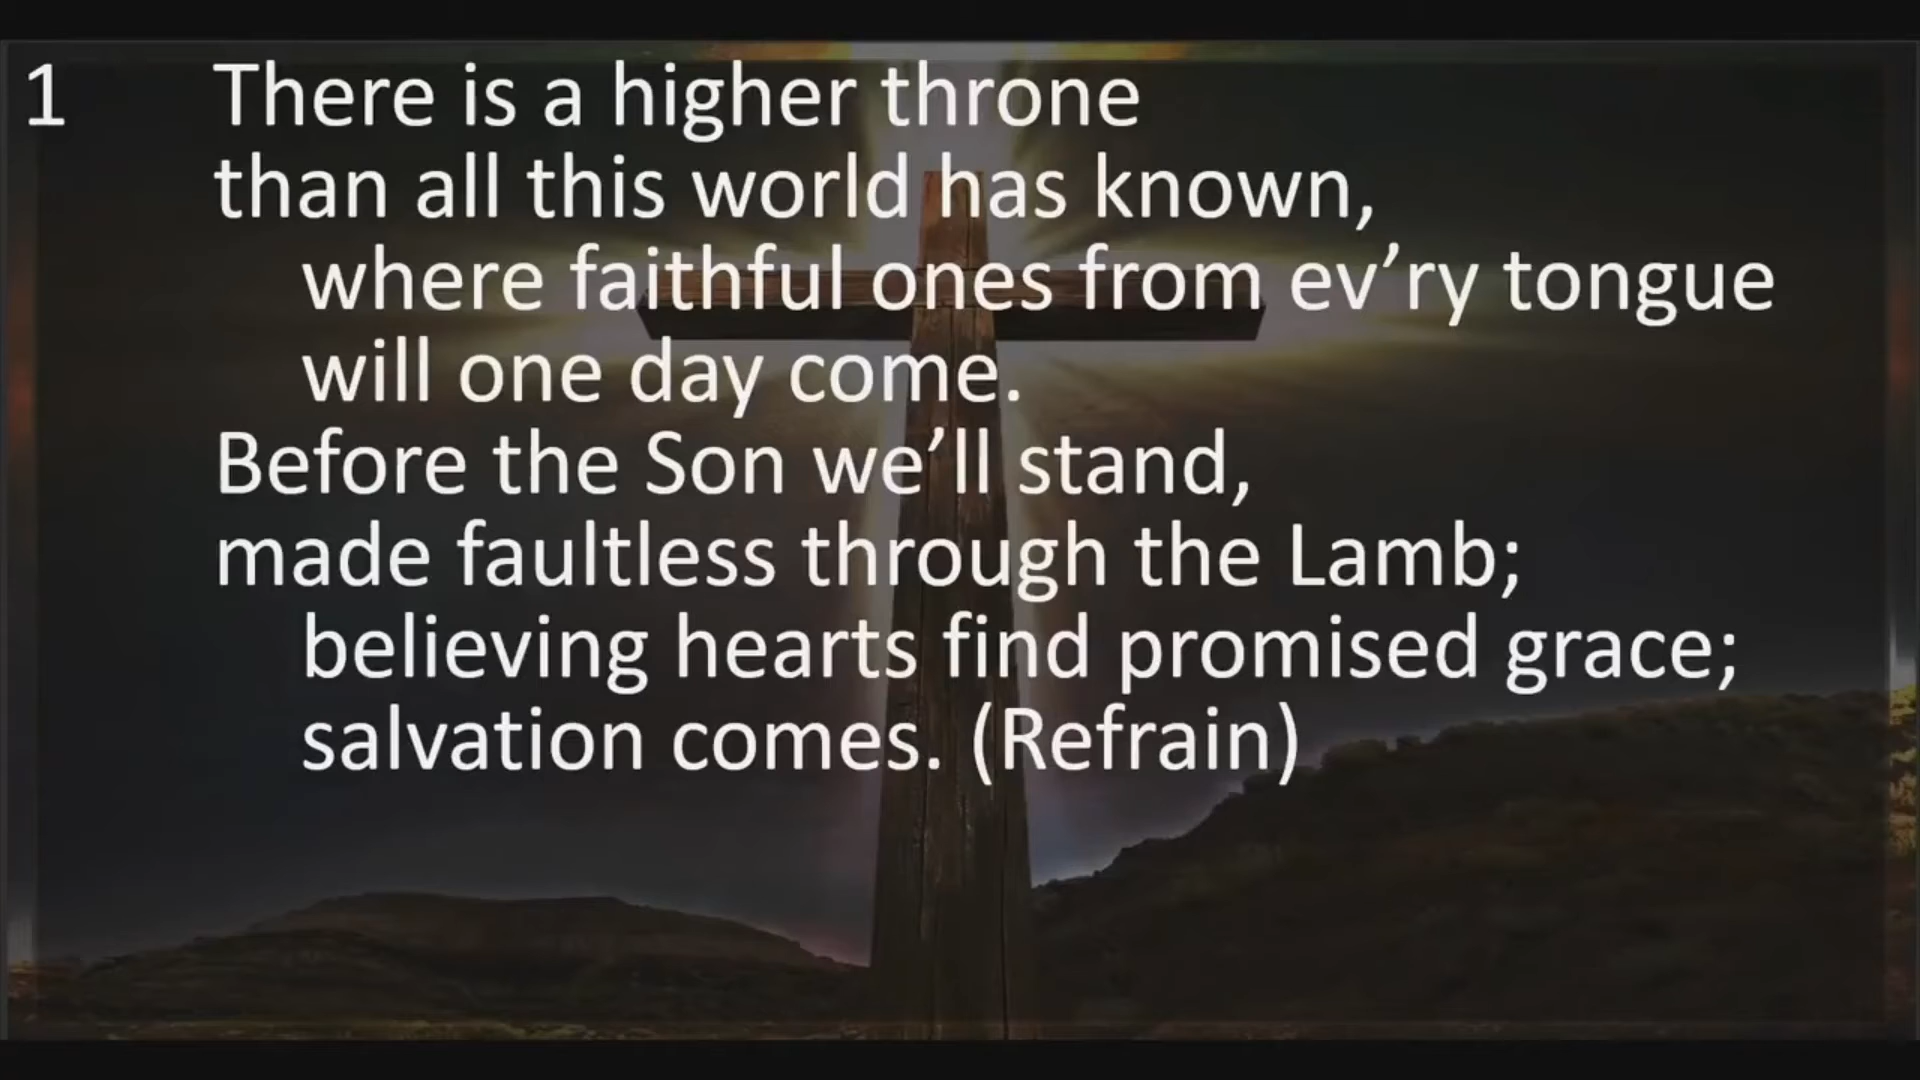 1 There is a higher throne
than all this world has known,
where faithful ones from ev’ry tongue
will one day come.
Before the Son we’ll stand,
made faultless through the Lamb;
believing hearts find promised grace;
salvation comes. (Refrain)